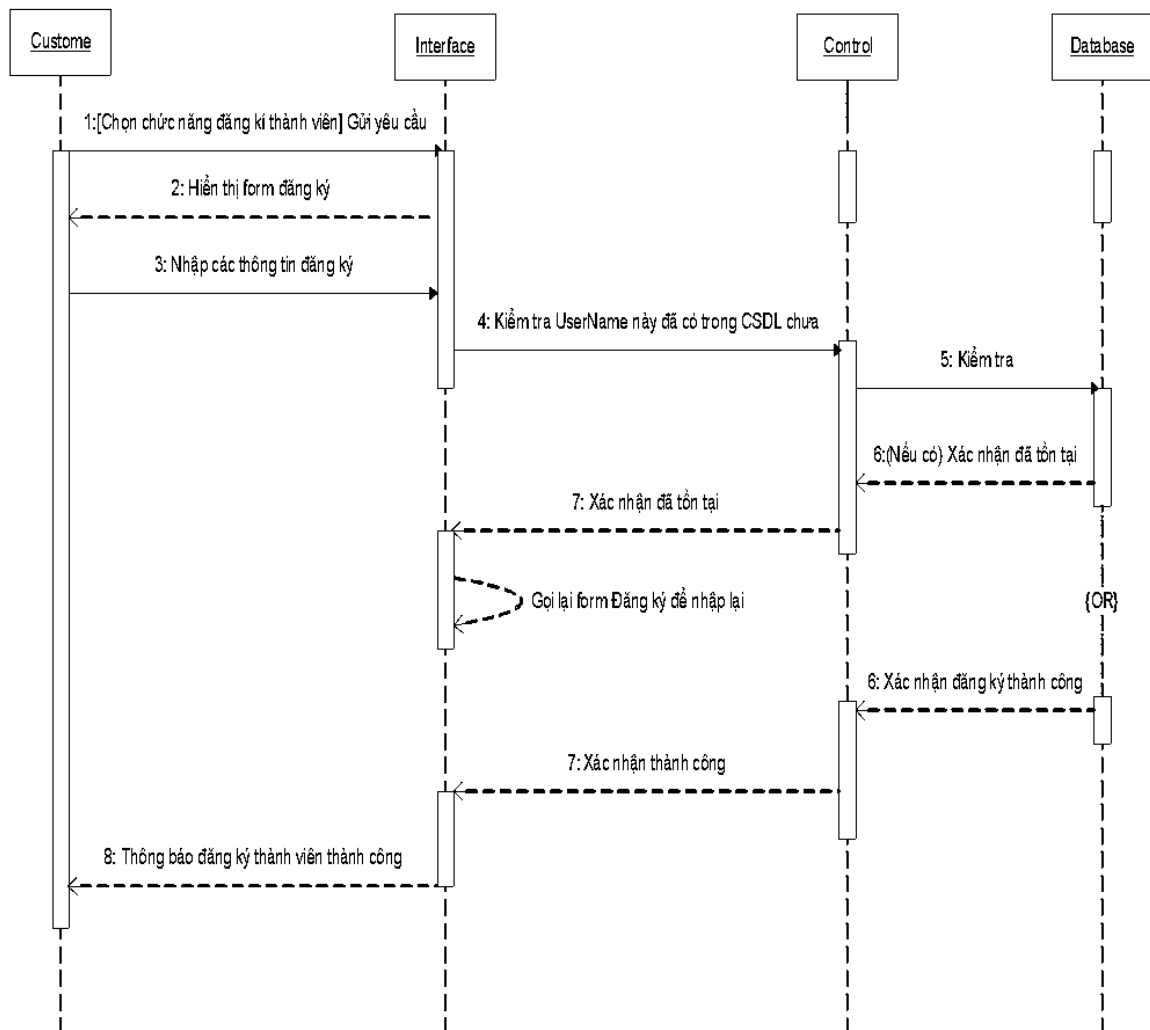 Custome
Interface
Control
Database
1:[Chọn chức năng đăng kí thành viên] Gửi yêu cầu
2: Hiển thị form đăng ký
3: Nhập các thông tin đăng ký
4: Kiểm tra UserName này đã có trong CSDL chưa
5: Kiểm tra
6:(Nếu có} Xác nhận đã tồn tại
7: Xác nhận đã tồn tại
Gọi lại form Đăng ký để nhập lại
{OR}
6: Xác nhận đăng ký thành công
7: Xác nhận thành công
8: Thông báo đăng ký thành viên thành công